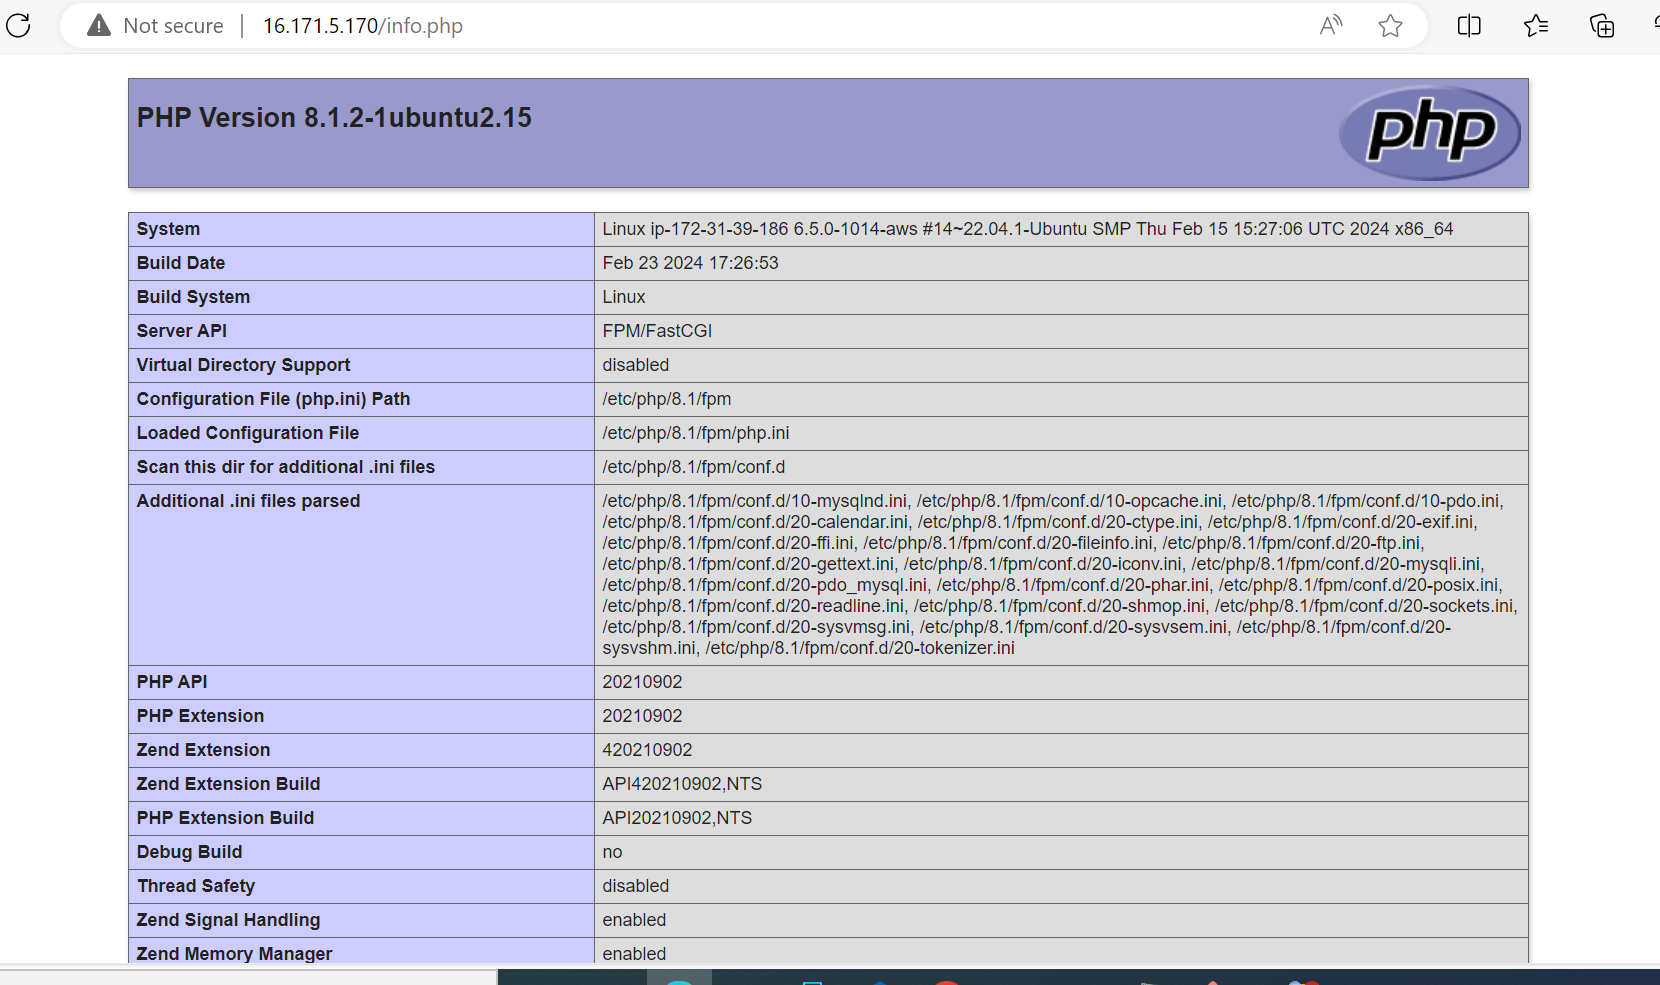 Not secure | 16.171.5.170/info.php
PHP Version 8.1.2-1ubuntu2.15
php
System Linux ip-172-31-39-186 6.5.0-1014-aws #14~22.04.1-Ubuntu SMP Thu Feb 15 15:27:06 UTC 2024 x86_64
Build Date Feb 23 2024 17:26:53
Build System Linux
Server API FPM/FastCGI
Virtual Directory Support disabled
Configuration File (php.ini) Path /etc/php/8.1/fpm
Loaded Configuration File /etc/php/8.1/fpm/php.ini
Scan this dir for additional .ini files /etc/php/8.1/fpm/conf.d
Additional .ini files parsed /etc/php/8.1/fpm/conf.d/10-mysqlnd.ini, /etc/php/8.1/fpm/conf.d/10-opcache.ini, /etc/php/8.1/fpm/conf.d/10-pdo.ini,
/etc/php/8.1/fpm/conf.d/20-calendar.ini, /etc/php/8.1/fpm/conf.d/20-ctype.ini, /etc/php/8.1/fpm/conf.d/20-exif.ini,
/etc/php/8.1/fpm/conf.d/20-ffi.ini, /etc/php/8.1/fpm/conf.d/20-fileinfo.ini, /etc/php/8.1/fpm/conf.d/20-ftp.ini,
/etc/php/8.1/fpm/conf.d/20-gettext.ini, /etc/php/8.1/fpm/conf.d/20-iconv.ini, /etc/php/8.1/fpm/conf.d/20-mysqli.ini,
/etc/php/8.1/fpm/conf.d/20-pdo_mysql.ini, /etc/php/8.1/fpm/conf.d/20-phar.ini, /etc/php/8.1/fpm/conf.d/20-posix.ini,
/etc/php/8.1/fpm/conf.d/20-readline.ini, /etc/php/8.1/fpm/conf.d/20-shmop.ini, /etc/php/8.1/fpm/conf.d/20-sockets.ini,
/etc/php/8.1/fpm/conf.d/20-sysvmsg.ini, /etc/php/8.1/fpm/conf.d/20-sysvsem.ini, /etc/php/8.1/fpm/conf.d/20-
sysvshm.ini, /etc/php/8.1/fpm/conf.d/20-tokenizer.ini
PHP API 20210902
PHP Extension 20210902
Zend Extension 420210902
Zend Extension Build API420210902,NTS
PHP Extension Build API20210902,NTS
Debug Build no
Thread Safety disabled
Zend Signal Handling enabled
Zend Memory Manager enabled